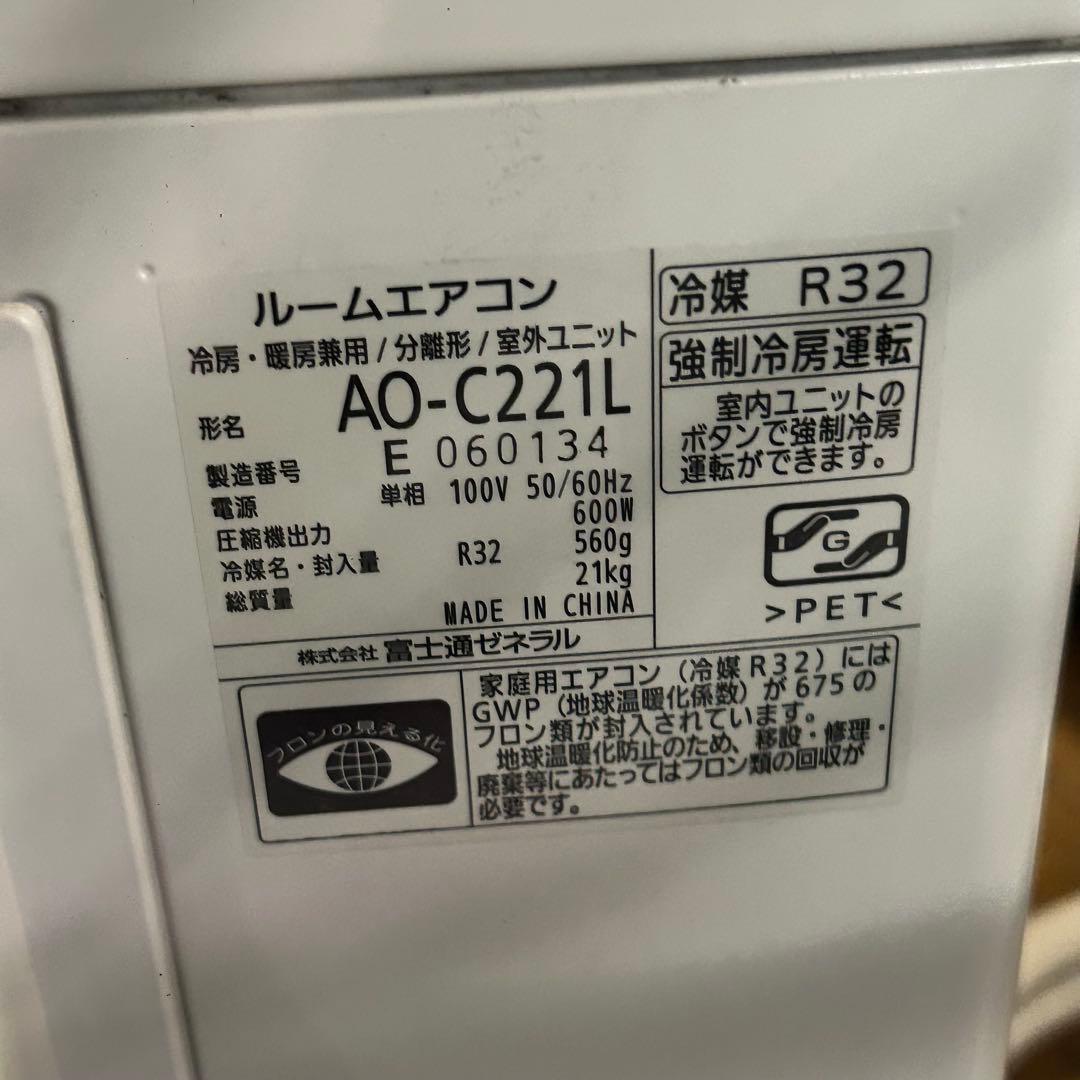 ルームエアコン
冷房・暖房兼用/分離形/室外ユニット
形名 AO-C221L
製造番号 E 060134
電源 単相 100V 50/60Hz
圧縮機出力 600W
冷媒名・封入量 R32 560g
総質量 21kg
MADE IN CHINA
株式会社 富士通ゼネラル
冷媒 R32
強制冷房運転
室内ユニットの
ボタンで強制冷房
運転ができます。
G
>PET<
フロンの見える化
家庭用エアコン(冷媒R32)には
GWP(地球温暖化係数)が675の
フロン類が封入されています。
地球温暖化防止のため、移設・修理・
廃棄等にあたってはフロン類の回収が
必要です。